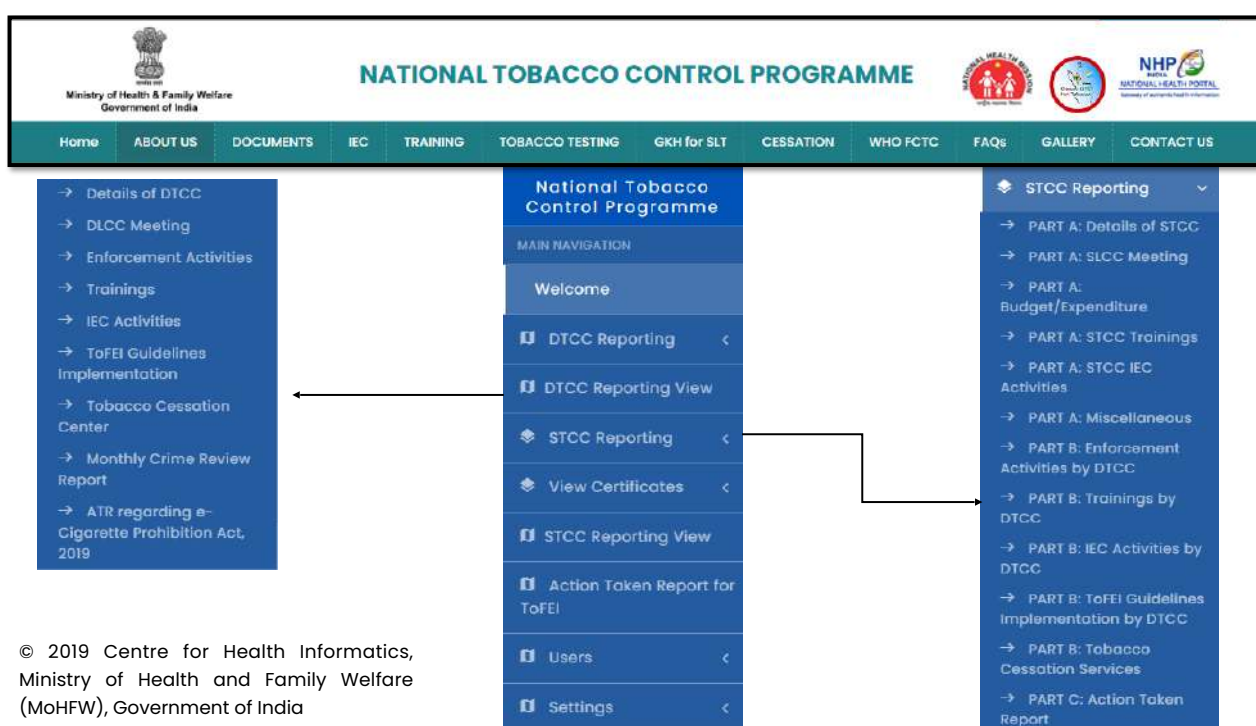 Ministry of Health & Family Welfare
Government of India
NATIONAL TOBACCO CONTROL PROGRAMME
NATIONAL HEALTH MISSION
NHP
INDIA
NATIONAL HEALTH PORTAL
Home ABOUT US DOCUMENTS IEC TRAINING TOBACCO TESTING GKH for SLT CESSATION WHO FCTC FAQs GALLERY CONTACT US
→ Details of DTCC
→ DLCC Meeting
→ Enforcement Activities
→ Trainings
→ IEC Activities
→ ToFEI Guidelines
Implementation
→ Tobacco Cessation
Center
→ Monthly Crime Review
Report
→ ATR regarding e-
Cigarette Prohibition Act,
2019
National Tobacco
Control Programme
MAIN NAVIGATION
Welcome
DTCC Reporting
DTCC Reporting View
STCC Reporting
View Certificates
STCC Reporting View
Action Taken Report for
ToFEI
Users
Settings
STCC Reporting
→ PART A: Details of STCC
→ PART A: SLCC Meeting
→ PART A:
Budget/Expenditure
→ PART A: STCC Trainings
→ PART A: STCC IEC
Activities
→ PART A: Miscellaneous
→ PART B: Enforcement
Activities by DTCC
→ PART B: Trainings by
DTCC
→ PART B: IEC Activities by
DTCC
→ PART B: ToFEI Guidelines
Implementation by DTCC
→ PART B: Tobacco
Cessation Services
→ PART C: Action Taken
Report
© 2019 Centre for Health Informatics,
Ministry of Health and Family Welfare
(MoHFW), Government of India